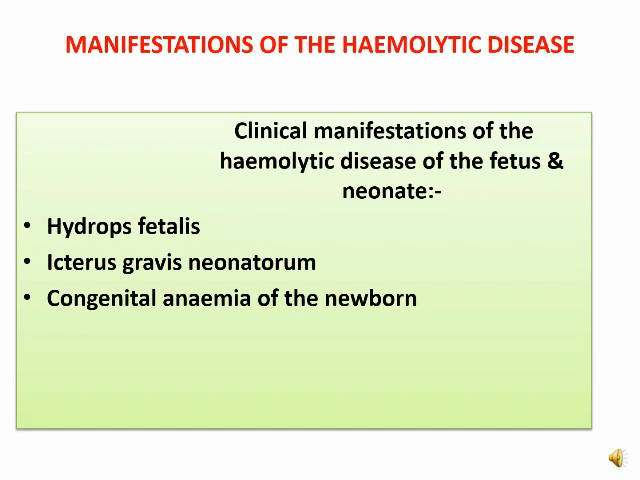 MANIFESTATIONS OF THE HAEMOLYTIC DISEASE
Clinical manifestations of the
haemolytic disease of the fetus &
neonate:-
• Hydrops fetalis
• Icterus gravis neonatorum
• Congenital anaemia of the newborn